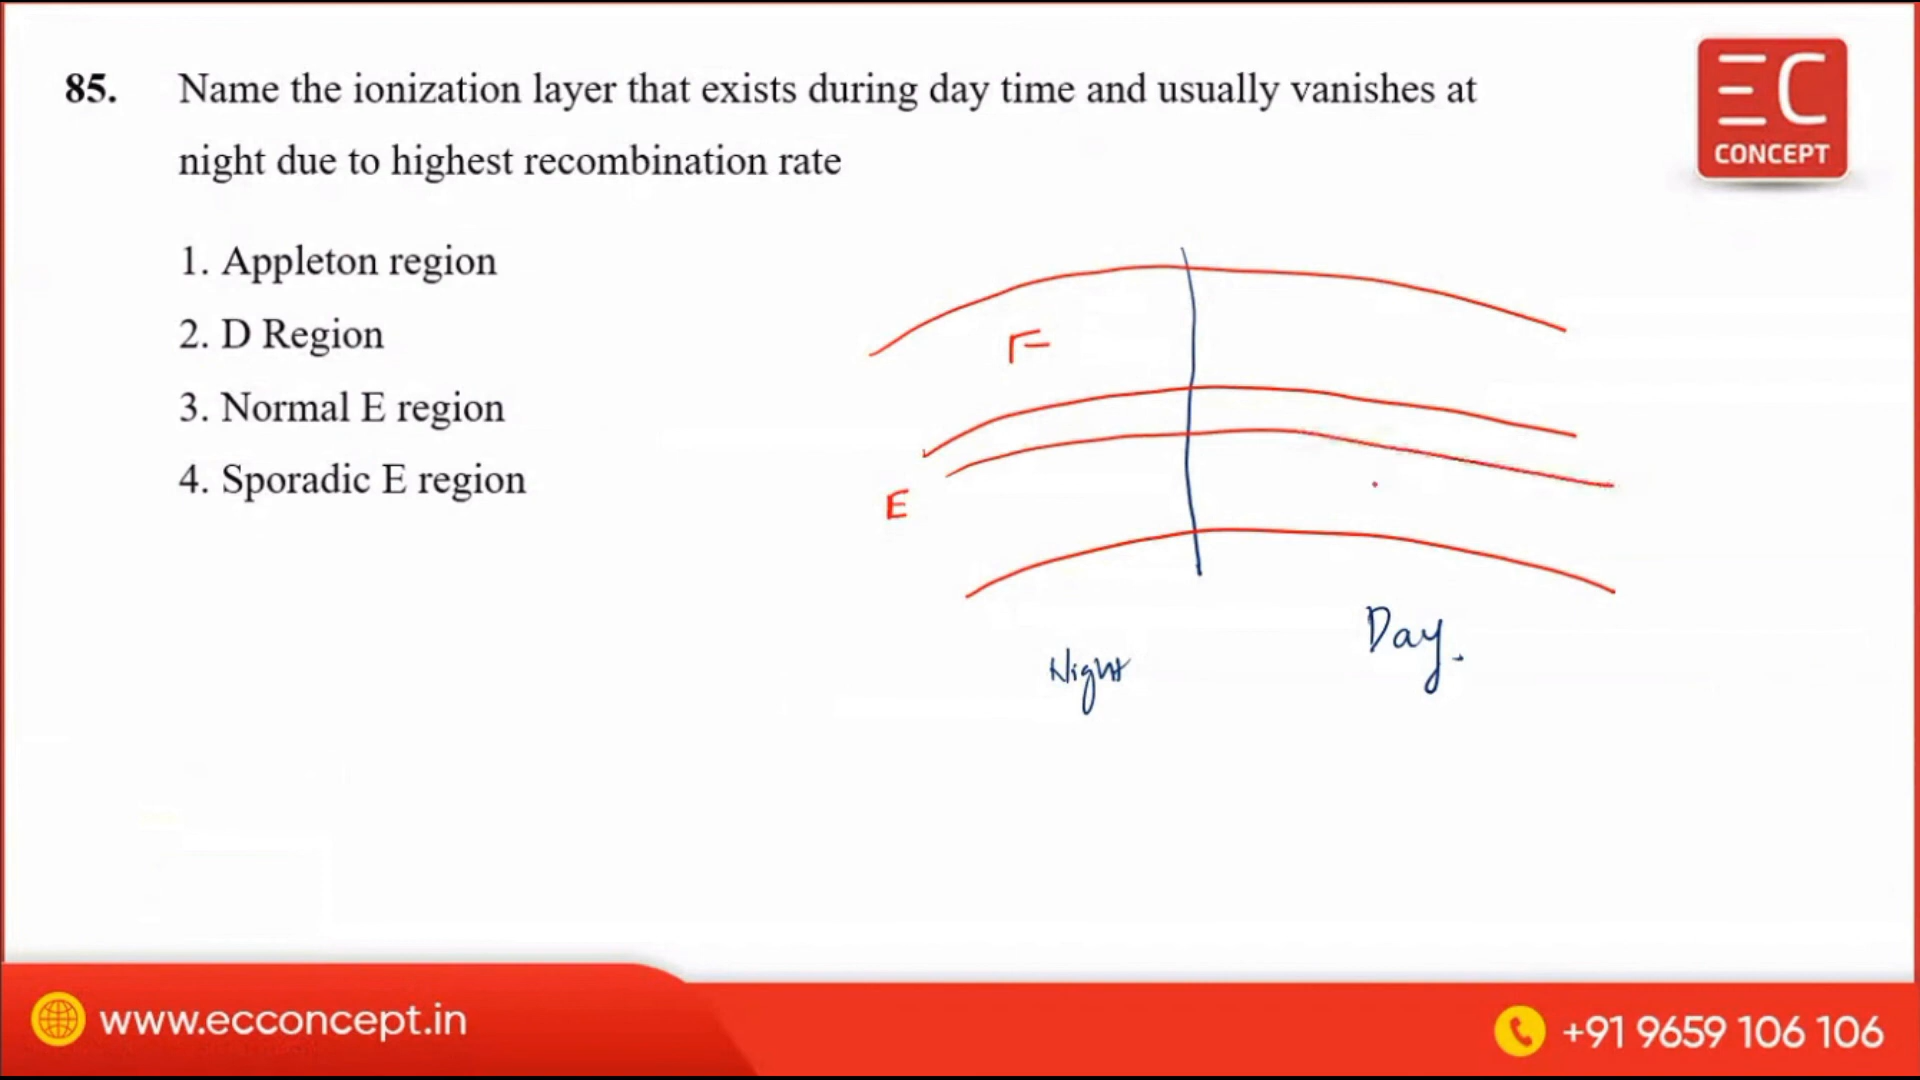 85. Name the ionization layer that exists during day time and usually vanishes at
night due to highest recombination rate
1. Appleton region
2. D Region
3. Normal E region
4. Sporadic E region
EC
CONCEPT
F
E
Night
Day.
www.ecconcept.in
+91 9659 106 106